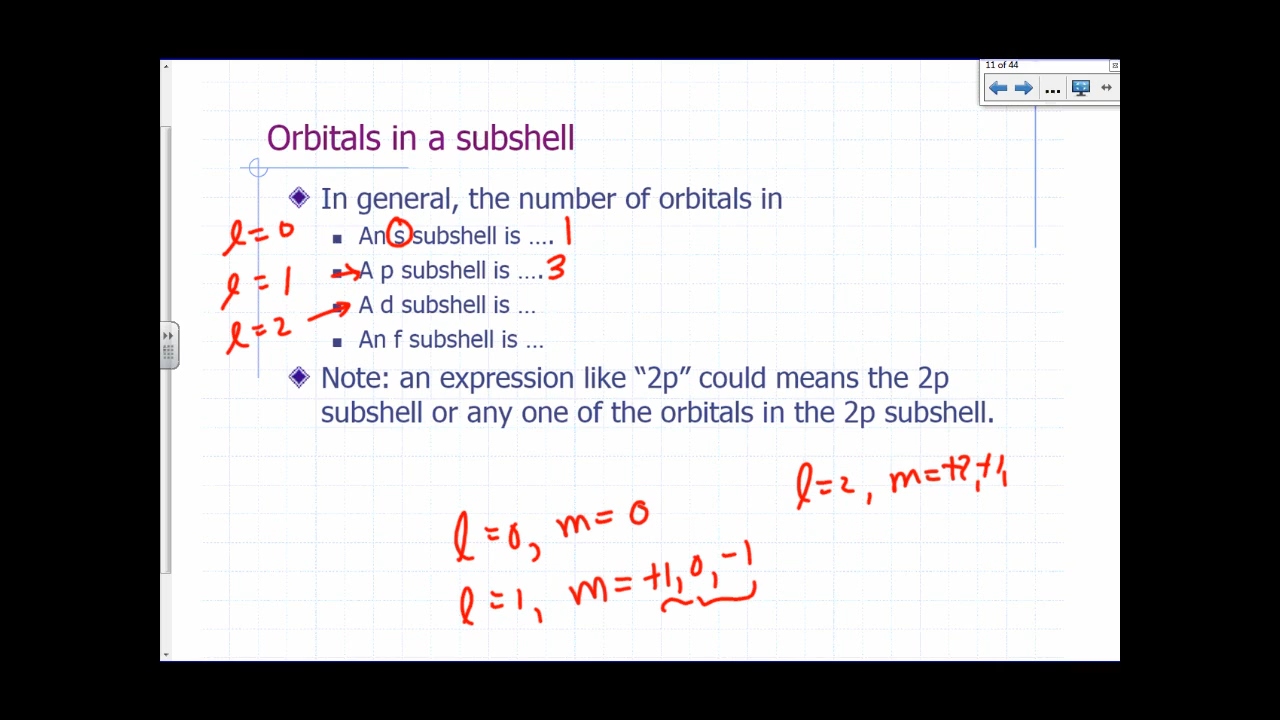 11 of 44
Orbitals in a subshell
In general, the number of orbitals in
l = 0 An s subshell is .... 1
l = 1 A p subshell is .... 3
l = 2 A d subshell is ...
An f subshell is ...
Note: an expression like “2p” could means the 2p
subshell or any one of the orbitals in the 2p subshell.
l = 2, m = +2, +1,
l = 0, m = 0
l = 1, m = +1, 0, -1